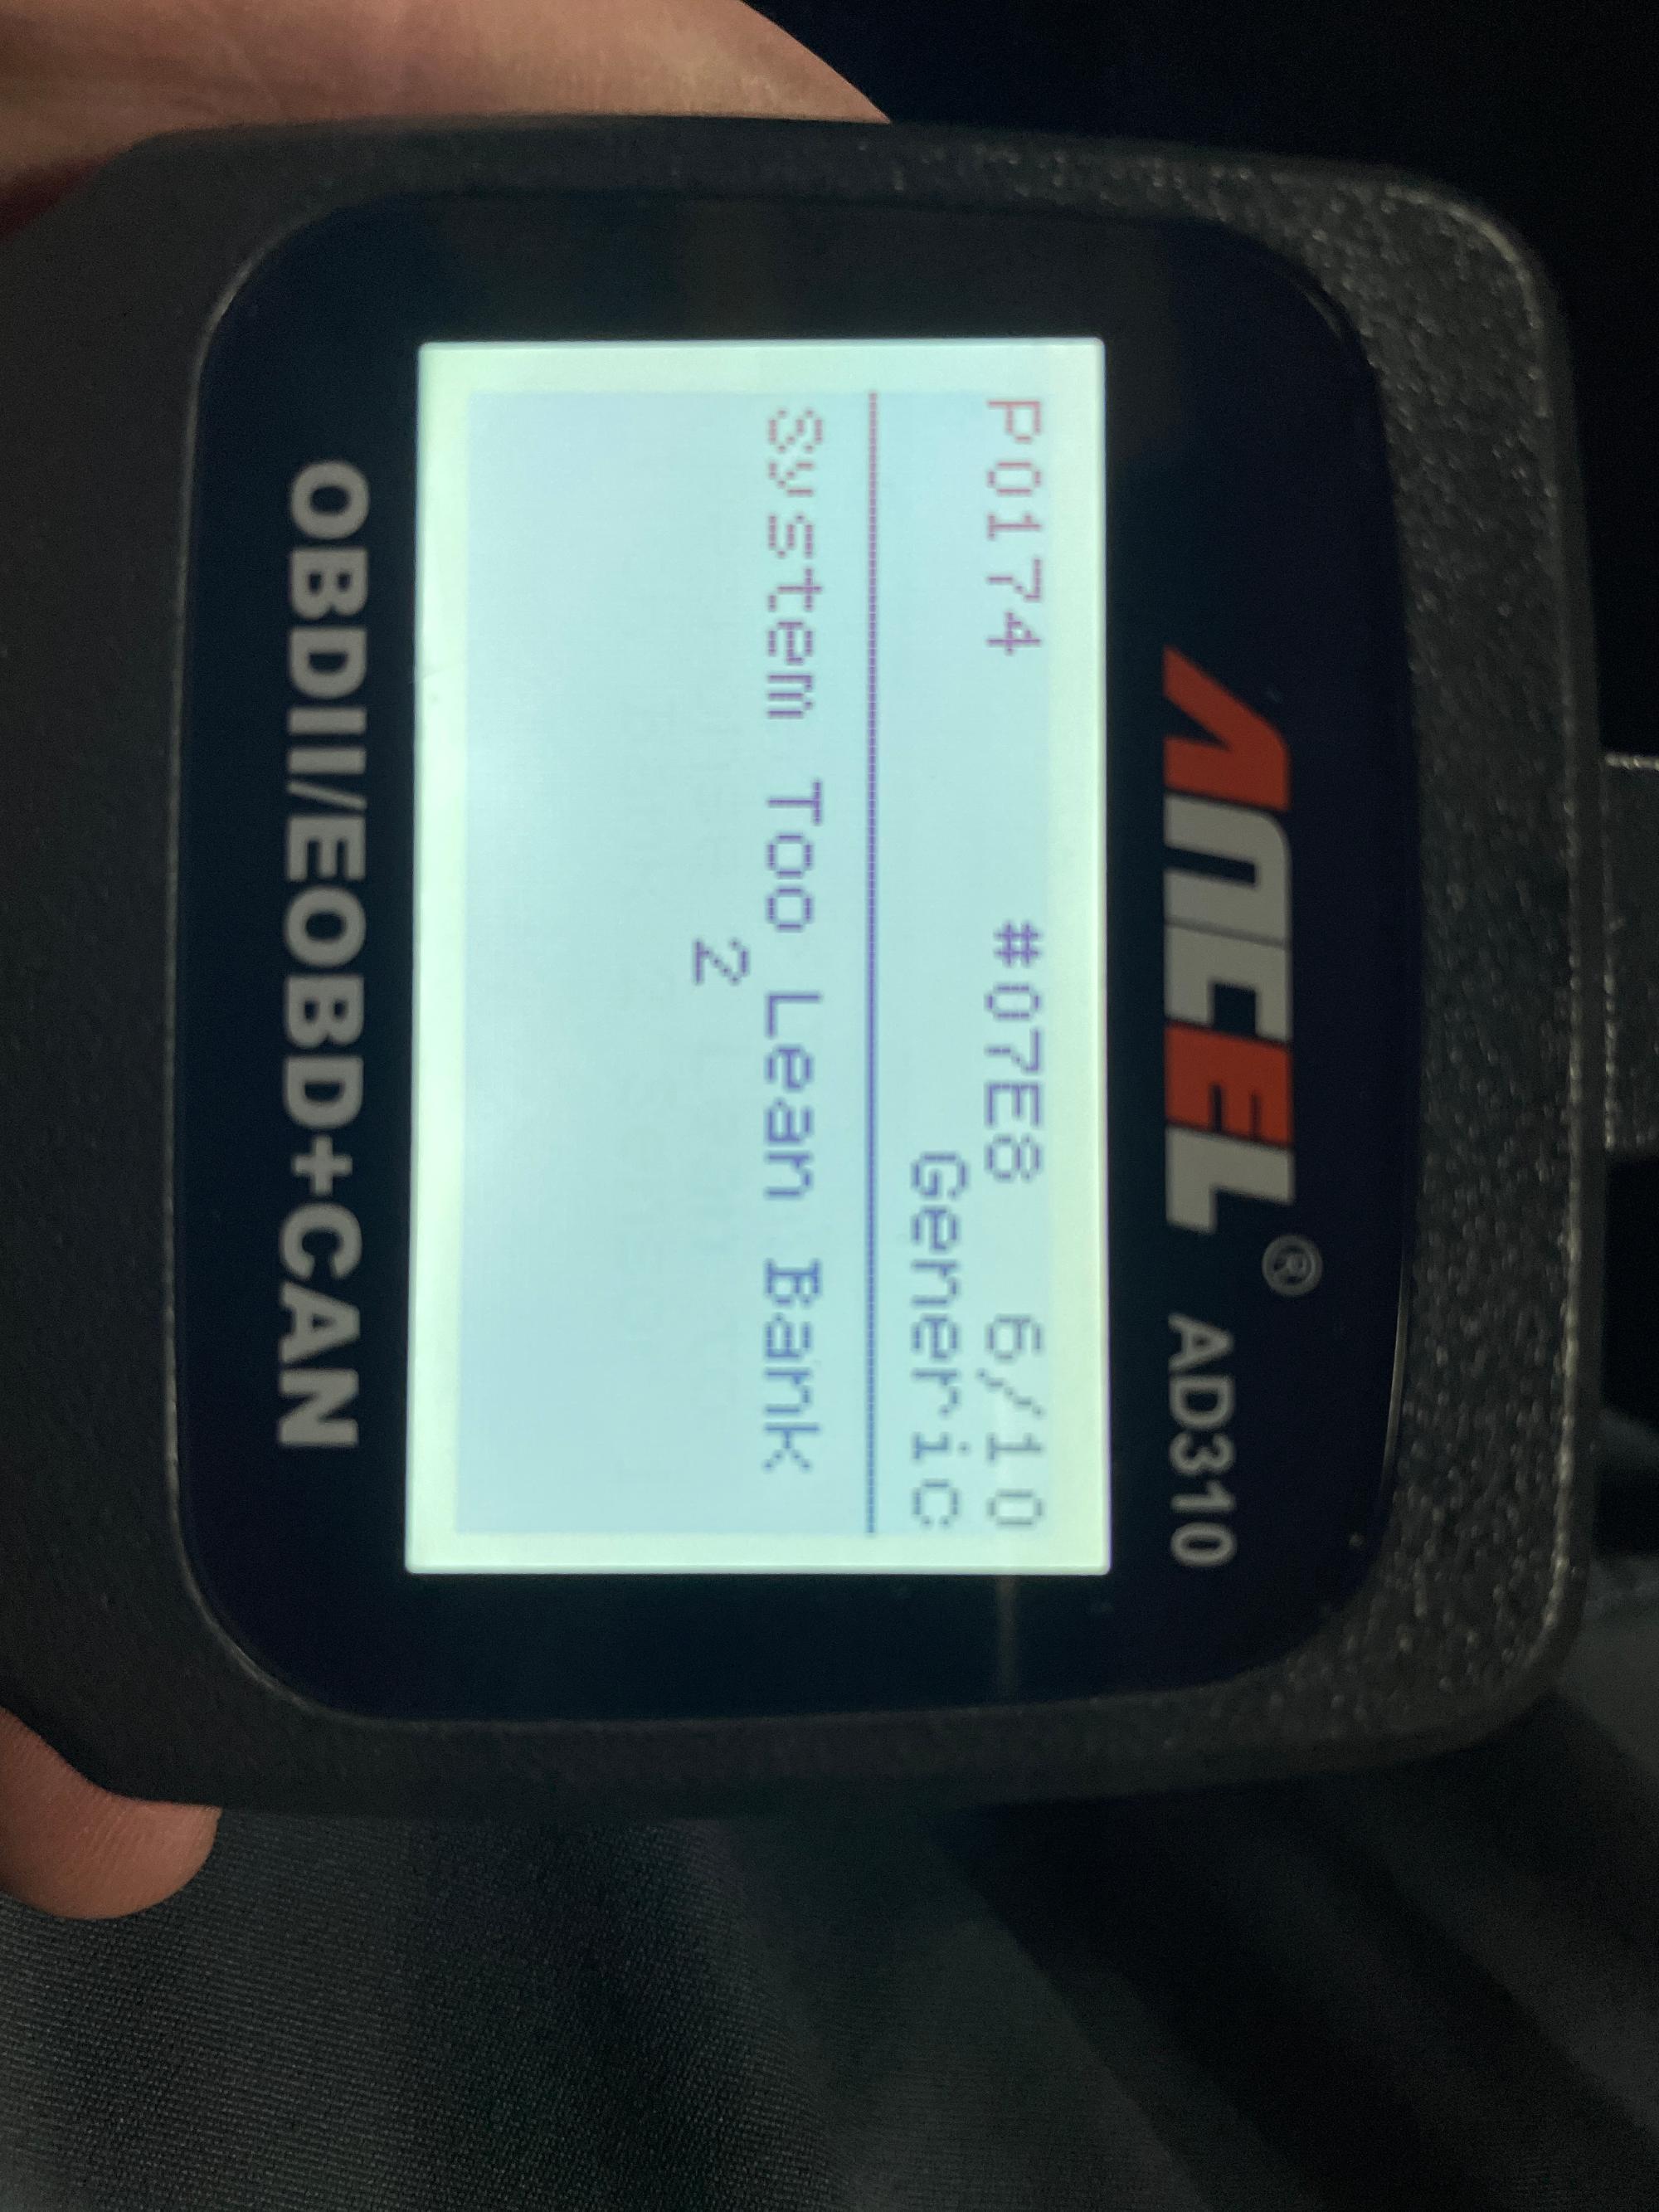 ANCEL® AD310
P0174 #07E8 6/10
Generic
System Too Lean Bank
2
OBDII/EOBD+CAN